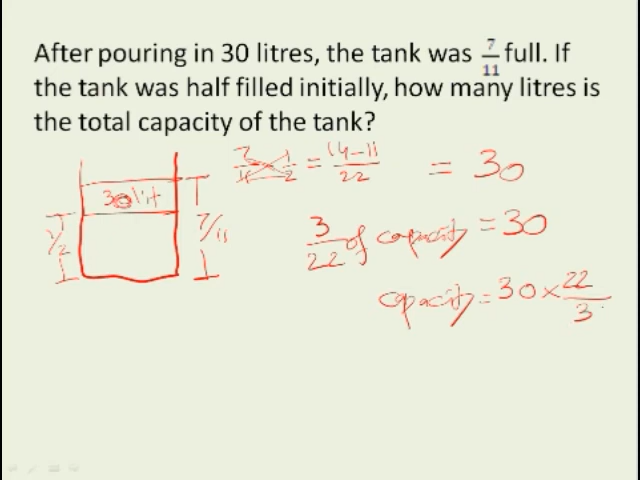 After pouring in 30 litres, the tank was 7/11 full. If
the tank was half filled initially, how many litres is
the total capacity of the tank?
7/11 - 1/2 = 14-11/22 = 30
30 lit
1/2
7/11
3/22 of capacity = 30
capacity = 30 × 22/3